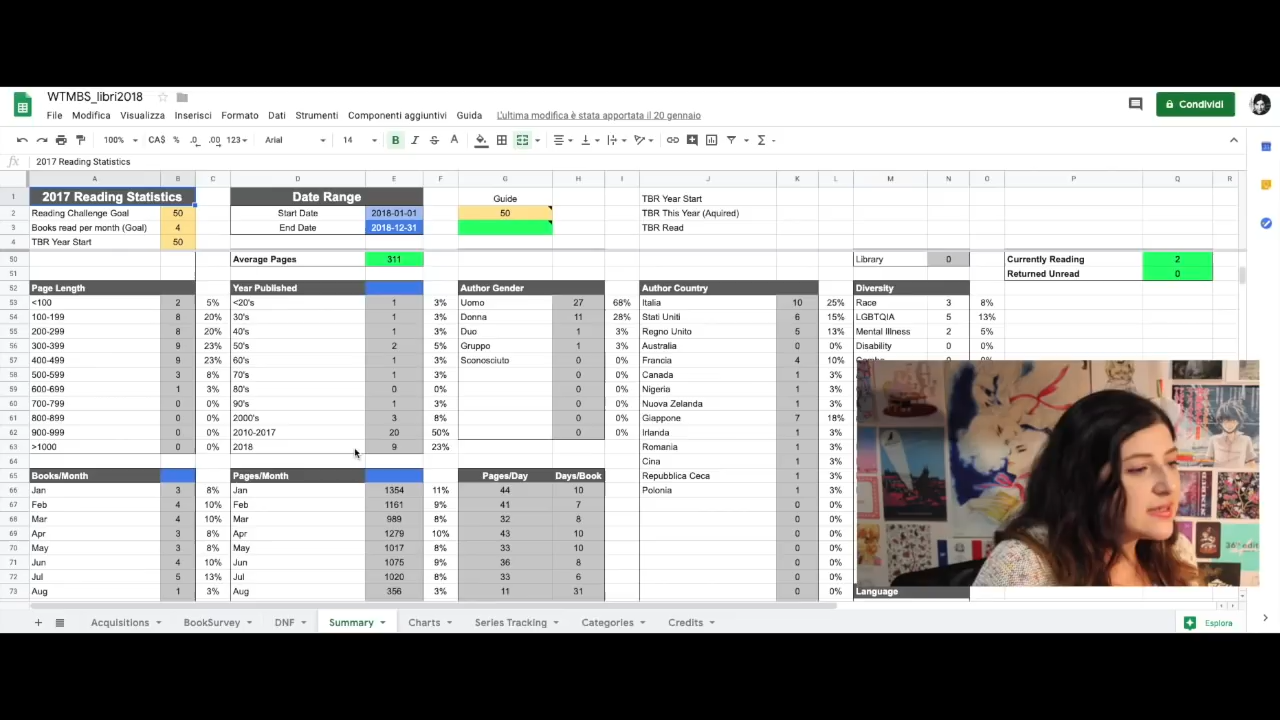 WTMBS_libri2018
File Modifica Visualizza Inserisci Formato Dati Strumenti Componenti aggiuntivi Guida L'ultima modifica è stata apportata il 20 gennaio
Condividi
100% CA$ % .0 .00 123 Arial 14 B I S A
fx 2017 Reading Statistics
A B C D E F G H I J K L M N O P Q R
1 2017 Reading Statistics Date Range Guide TBR Year Start
2 Reading Challenge Goal 50 Start Date 2018-01-01 50 TBR This Year (Aquired)
3 Books read per month (Goal) 4 End Date 2018-12-31 TBR Read
4 TBR Year Start 50
50 Average Pages 311 Library 0 Currently Reading 2
51 Returned Unread 0
52 Page Length Year Published Author Gender Author Country Diversity
53 <100 2 5% <20's 1 3% Uomo 27 68% Italia 10 25% Race 3 8%
54 100-199 8 20% 30's 1 3% Donna 11 28% Stati Uniti 6 15% LGBTQIA 5 13%
55 200-299 8 20% 40's 1 3% Duo 1 3% Regno Unito 5 13% Mental Illness 2 5%
56 300-399 9 23% 50's 2 5% Gruppo 1 3% Australia 0 0% Disability 0 0%
57 400-499 9 23% 60's 1 3% Sconosciuto 0 0% Francia 4 10%
58 500-599 3 8% 70's 1 3% 0 0% Canada 1 3%
59 600-699 1 3% 80's 0 0% 0 0% Nigeria 1 3%
60 700-799 0 0% 90's 1 3% 0 0% Nuova Zelanda 1 3%
61 800-899 0 0% 2000's 3 8% 0 0% Giappone 7 18%
62 900-999 0 0% 2010-2017 20 50% 0 0% Irlanda 1 3%
63 >1000 0 0% 2018 9 23% Romania 1 3%
64 Cina 1 3%
65 Books/Month Pages/Month Pages/Day Days/Book Repubblica Ceca 1 3%
66 Jan 3 8% Jan 1354 11% 44 10 Polonia 1 3%
67 Feb 4 10% Feb 1161 9% 41 7 0 0%
68 Mar 4 10% Mar 989 8% 32 8 0 0%
69 Apr 3 8% Apr 1279 10% 43 10 0 0%
70 May 3 8% May 1017 8% 33 10 0 0%
71 Jun 4 10% Jun 1075 9% 36 8 0 0%
72 Jul 5 13% Jul 1020 8% 33 6 0 0%
73 Aug 1 3% Aug 356 3% 11 31 0 0% Language
Acquisitions BookSurvey DNF Summary Charts Series Tracking Categories Credits Esplora